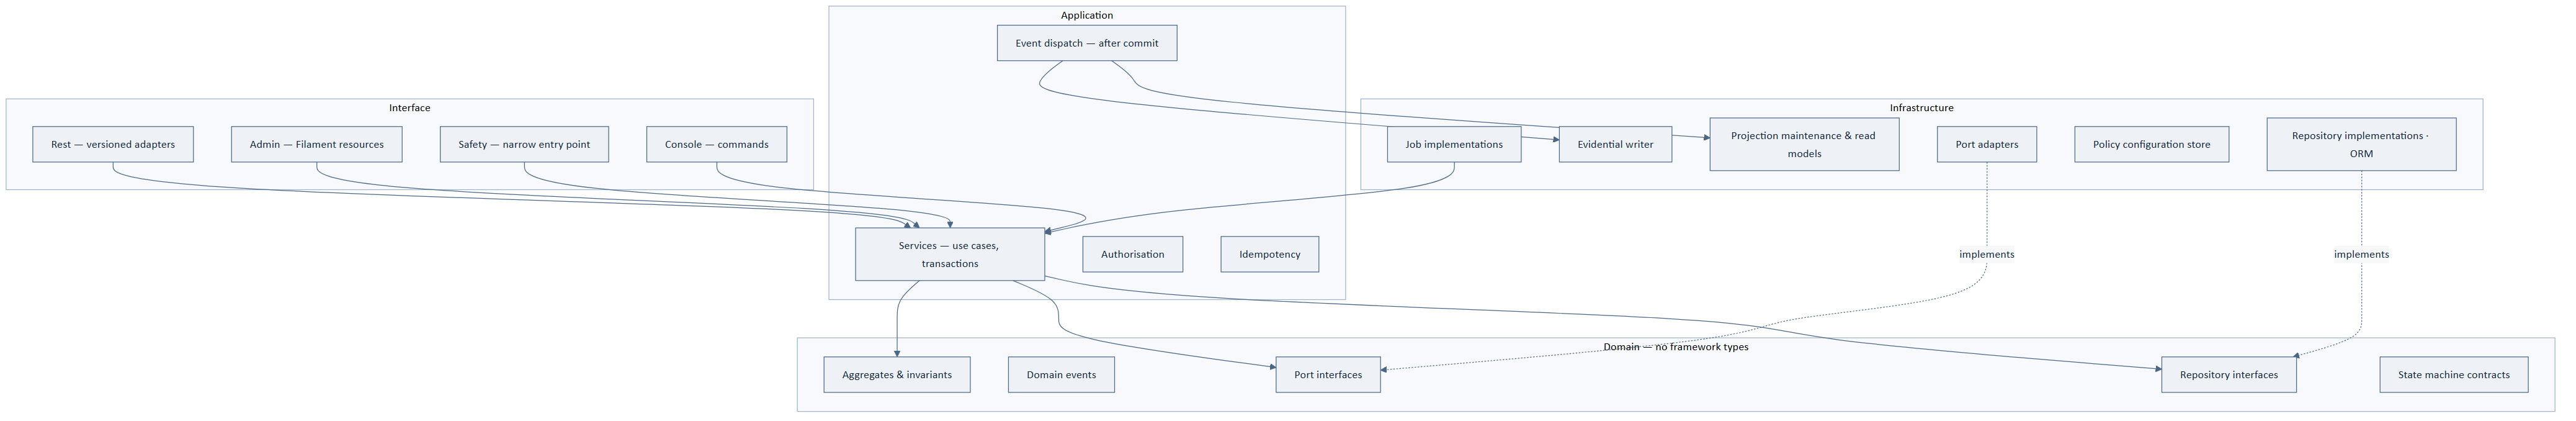 Application
Event dispatch — after commit
Interface
Infrastructure
Rest — versioned adapters
Admin — Filament resources
Safety — narrow entry point
Console — commands
Job implementations
Evidential writer
Projection maintenance & read
models
Port adapters
Policy configuration store
Repository implementations ·
ORM
Services — use cases,
transactions
Authorisation
Idempotency
implements
implements
Domain — no framework types
Aggregates & invariants
Domain events
Port interfaces
Repository interfaces
State machine contracts